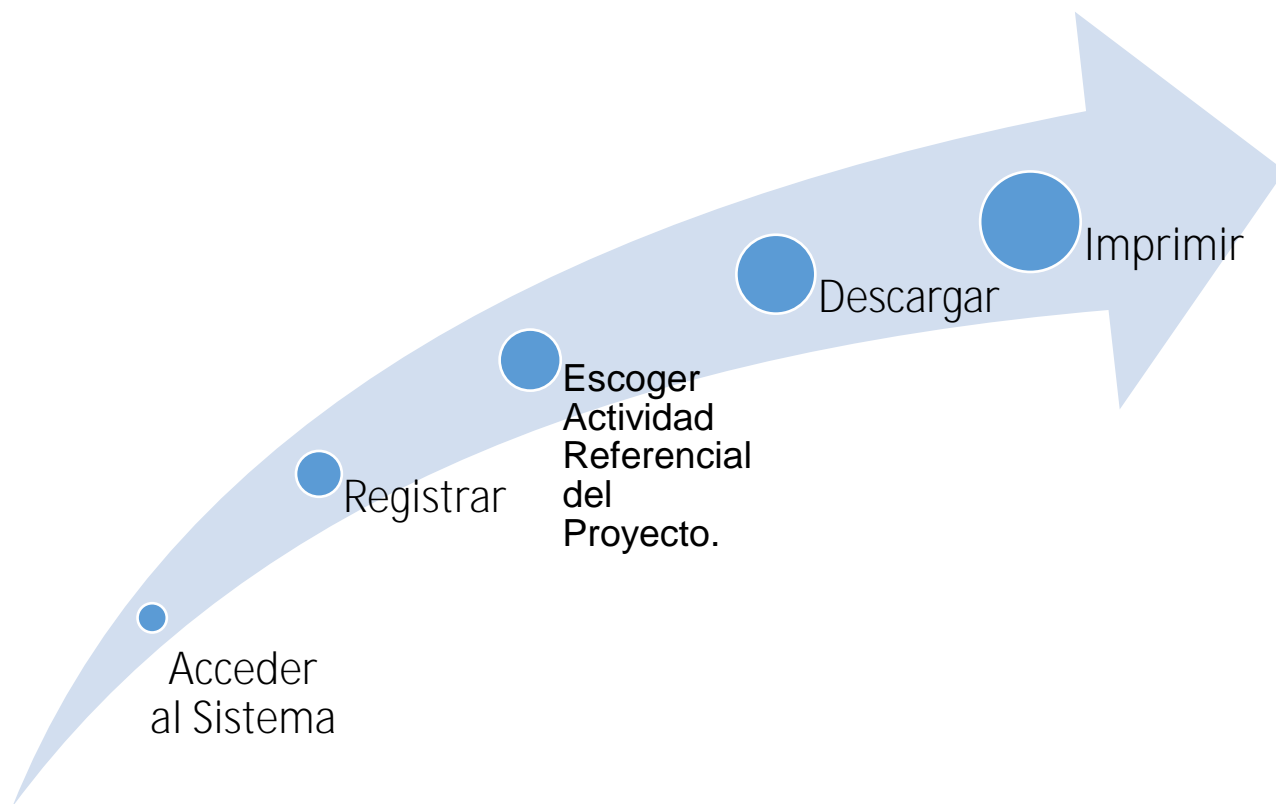 Acceder
al Sistema
Registrar
Escoger
Actividad
Referencial
del
Proyecto.
Descargar
Imprimir